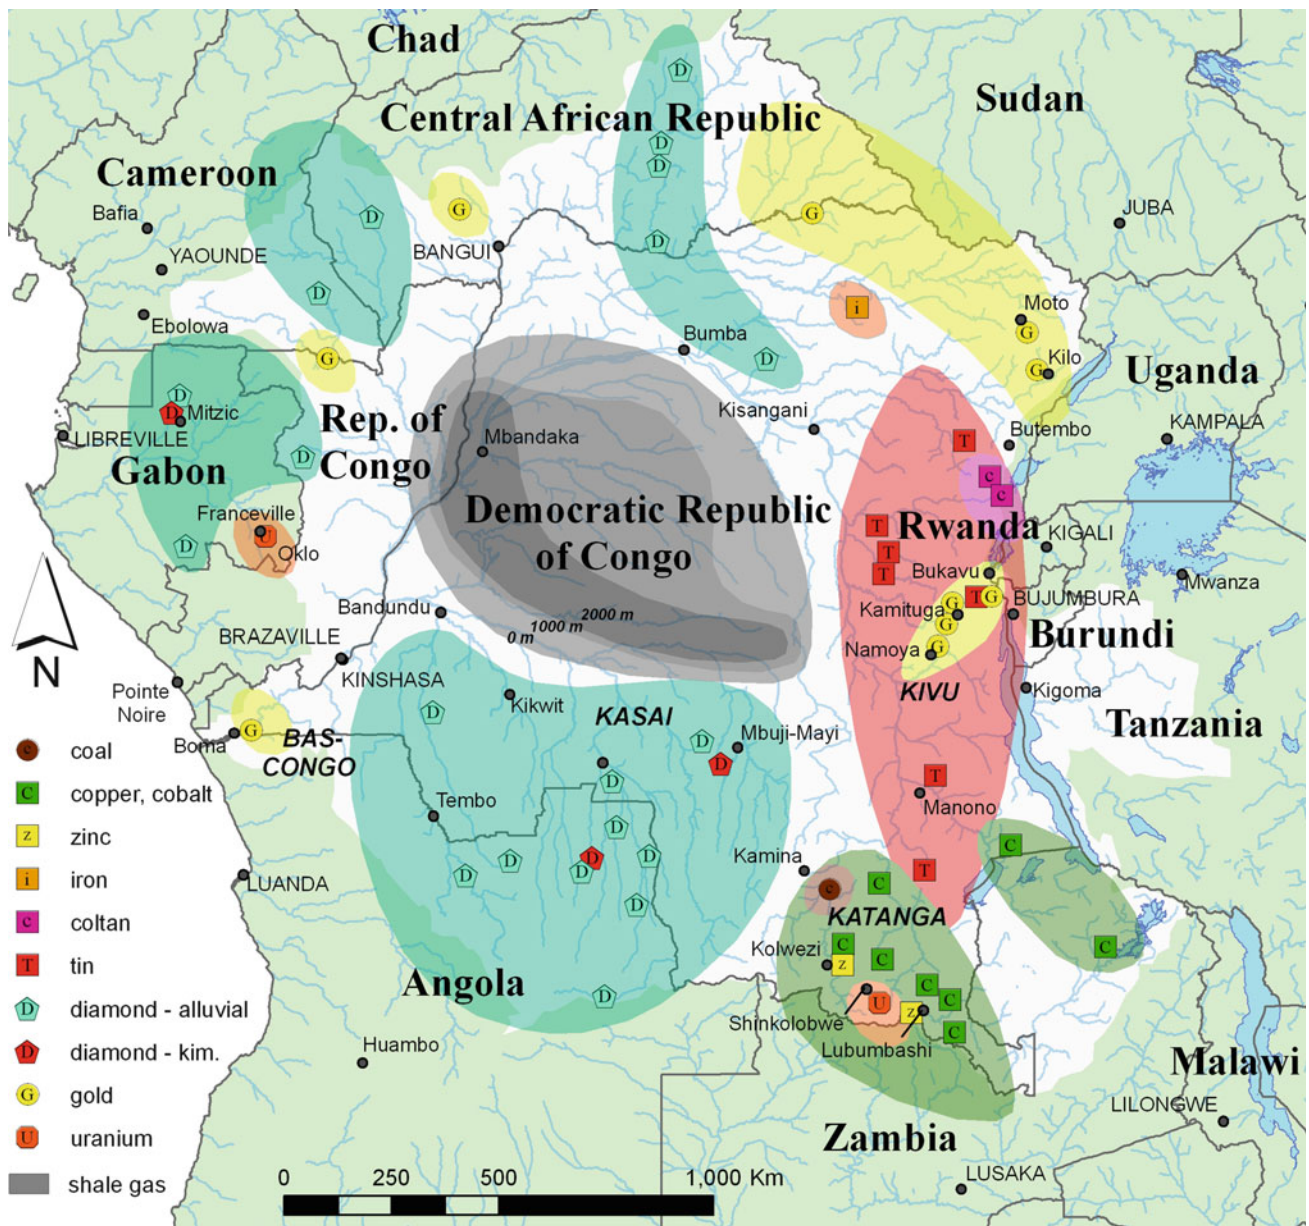 Chad
Sudan
Central African Republic
Cameroon
Bafia
YAOUNDE
BANGUI
JUBA
Ebolowa
Moto
Kilo
Bumba
Uganda
KAMPALA
Kisangani
Butembo
Mitzic
LIBREVILLE
Gabon
Rep. of
Congo
Mbandaka
Democratic Republic
of Congo
Rwanda
KIGALI
Franceville
Oklo
Bukavu
Mwanza
Kamituga
BUJUMBURA
Burundi
Bandundu
0 m
1000 m
2000 m
Namoya
KIVU
Kigoma
BRAZAVILLE
KINSHASA
N
Pointe
Noire
Kikwit
KASAI
Mbuji-Mayi
Tanzania
Boma
BAS-
CONGO
Tembo
Manono
Kamina
LUANDA
KATANGA
Kolwezi
Angola
Shinkolobwe
Lubumbashi
Huambo
Malawi
LILONGWE
Zambia
LUSAKA
c coal
C copper, cobalt
z zinc
i iron
c coltan
T tin
D diamond - alluvial
D diamond - kim.
G gold
U uranium
shale gas
0 250 500 1,000 Km
D
D
D
D
G
G
D
D
D
i
G
G
G
D
D
D
T
c
c
D
U
T
T
T
T
G
G
G
G
D
G
D
D
T
D
D
D
D
D
D
D
D
D
T
C
c
C
C
z
C
C
C
C
U
z
C